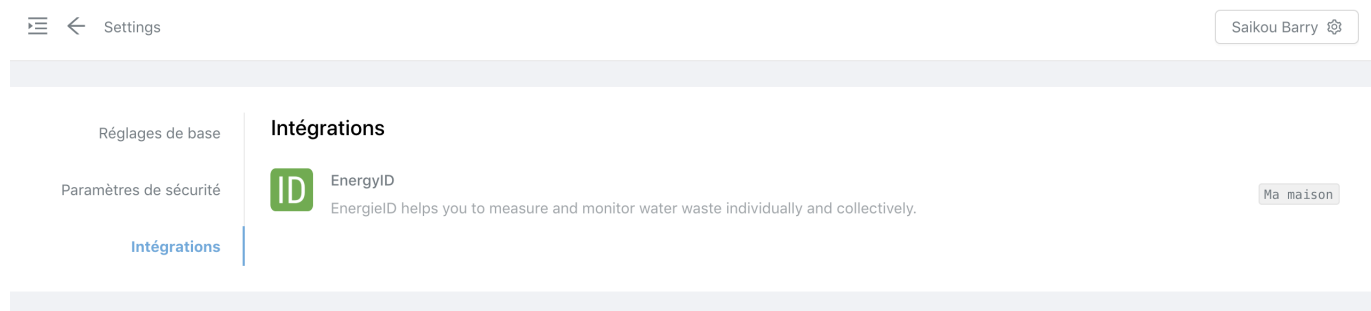 Settings
Saikou Barry
Réglages de base
Paramètres de sécurité
Intégrations
Intégrations
ID
EnergyID
EnergieID helps you to measure and monitor water waste individually and collectively.
Ma maison